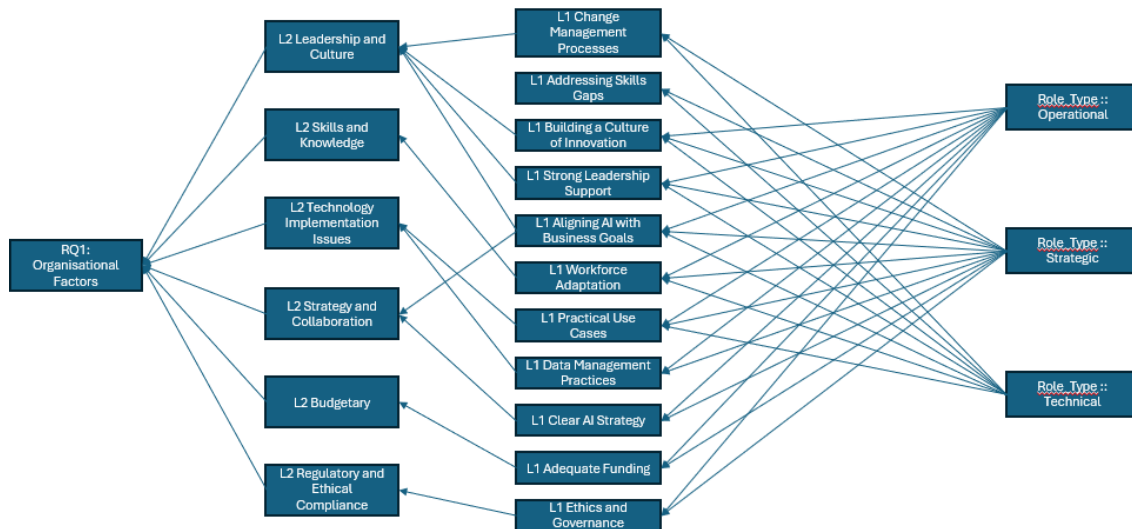 RQ1:
Organisational
Factors
L2 Leadership and
Culture
L2 Skills and
Knowledge
L2 Technology
Implementation
Issues
L2 Strategy and
Collaboration
L2 Budgetary
L2 Regulatory and
Ethical
Compliance
L1 Change
Management
Processes
L1 Addressing Skills
Gaps
L1 Building a Culture
of Innovation
L1 Strong Leadership
Support
L1 Aligning AI with
Business Goals
L1 Workforce
Adaptation
L1 Practical Use
Cases
L1 Data Management
Practices
L1 Clear AI Strategy
L1 Adequate Funding
L1 Ethics and
Governance
Role_Type ::
Operational
Role_Type ::
Strategic
Role_Type ::
Technical